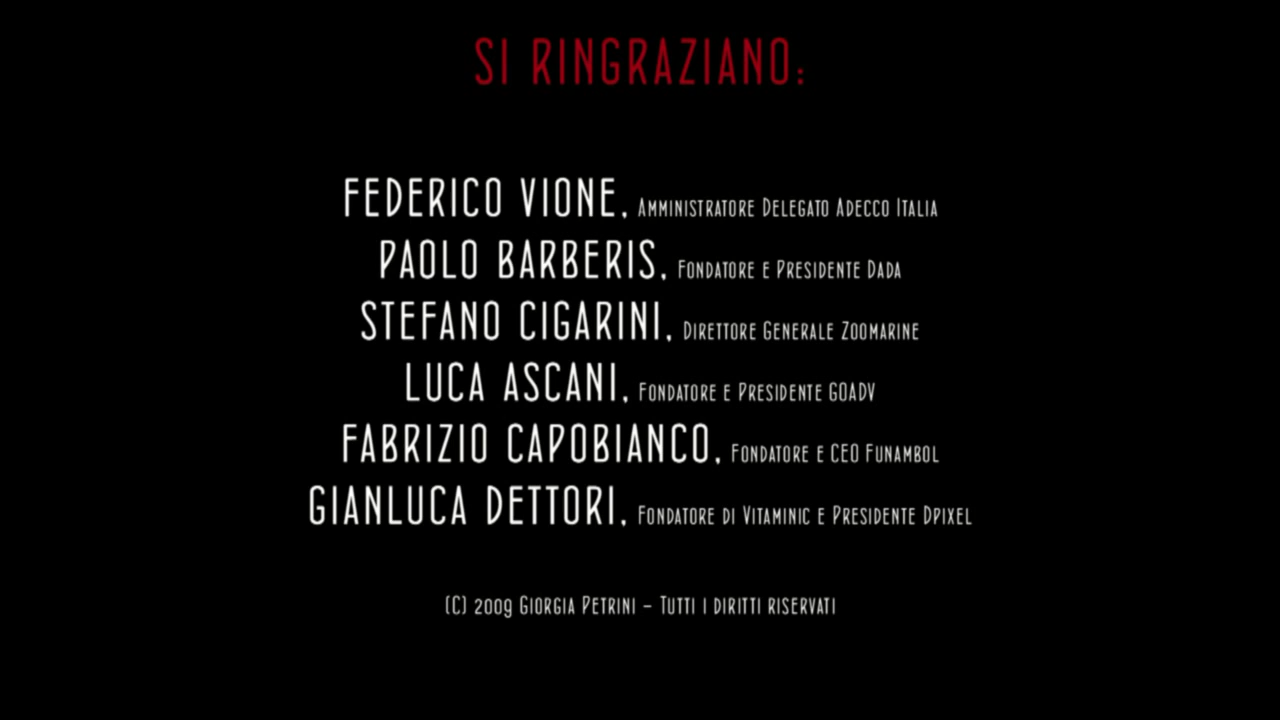 SI RINGRAZIANO:
FEDERICO VIONE, AMMINISTRATORE DELEGATO ADECCO ITALIA
PAOLO BARBERIS, FONDATORE E PRESIDENTE DADA
STEFANO CIGARINI, DIRETTORE GENERALE ZOOMARINE
LUCA ASCANI, FONDATORE E PRESIDENTE GOADV
FABRIZIO CAPOBIANCO, FONDATORE E CEO FUNAMBOL
GIANLUCA DETTORI, FONDATORE DI VITAMINIC E PRESIDENTE DPIXEL
(C) 2009 GIORGIA PETRINI – TUTTI I DIRITTI RISERVATI